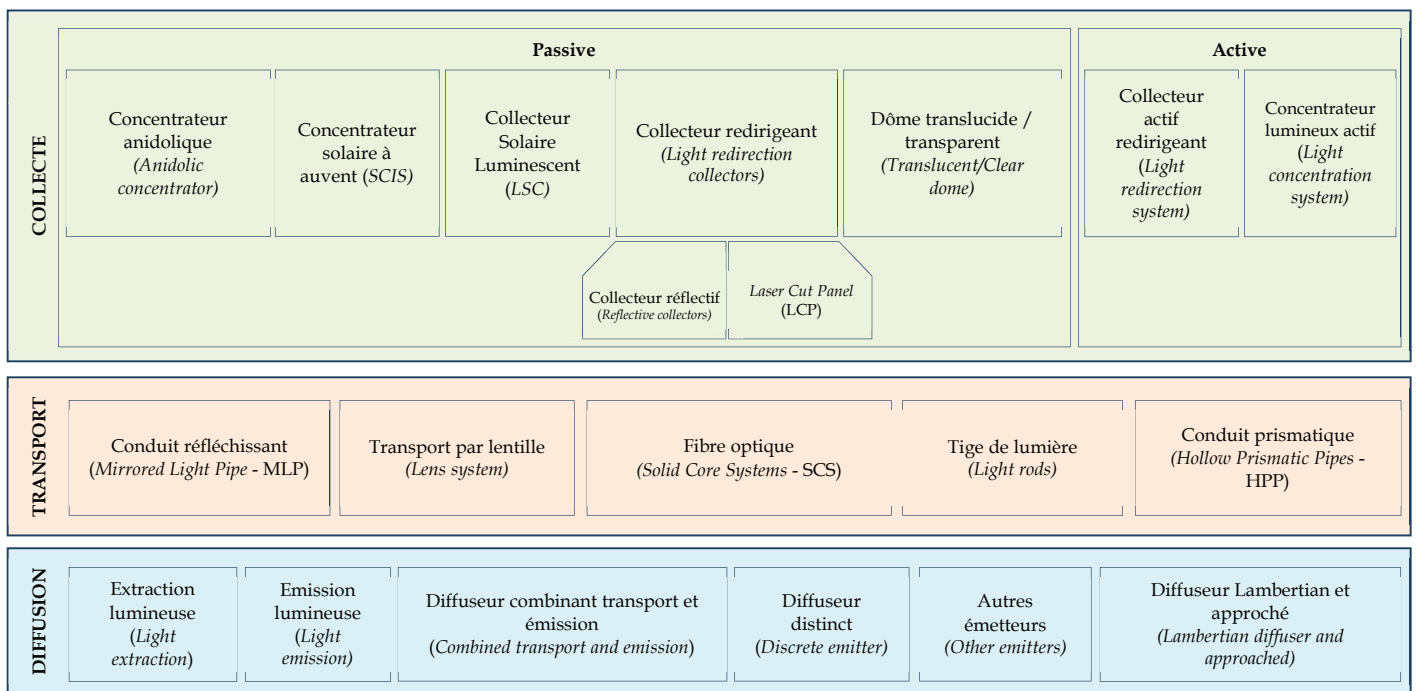 COLLECTE
Passive
Concentrateur
anidolique
(Anidolic
concentrator)
Concentrateur
solaire à
auvent (SCIS)
Collecteur
Solaire
Luminescent
(LSC)
Collecteur redirigeant
(Light redirection
collectors)
Dôme translucide /
transparent
(Translucent/Clear
dome)
Collecteur réflectif
(Reflective collectors)
Laser Cut Panel
(LCP)
Active
Collecteur
actif
redirigeant
(Light
redirection
system)
Concentrateur
lumineux actif
(Light
concentration
system)
TRANSPORT
Conduit réfléchissant
(Mirrored Light Pipe - MLP)
Transport par lentille
(Lens system)
Fibre optique
(Solid Core Systems - SCS)
Tige de lumière
(Light rods)
Conduit prismatique
(Hollow Prismatic Pipes -
HPP)
DIFFUSION
Extraction
lumineuse
(Light
extraction)
Emission
lumineuse
(Light
emission)
Diffuseur combinant transport et
émission
(Combined transport and emission)
Diffuseur
distinct
(Discrete emitter)
Autres
émetteurs
(Other emitters)
Diffuseur Lambertian et
approché
(Lambertian diffuser and
approached)